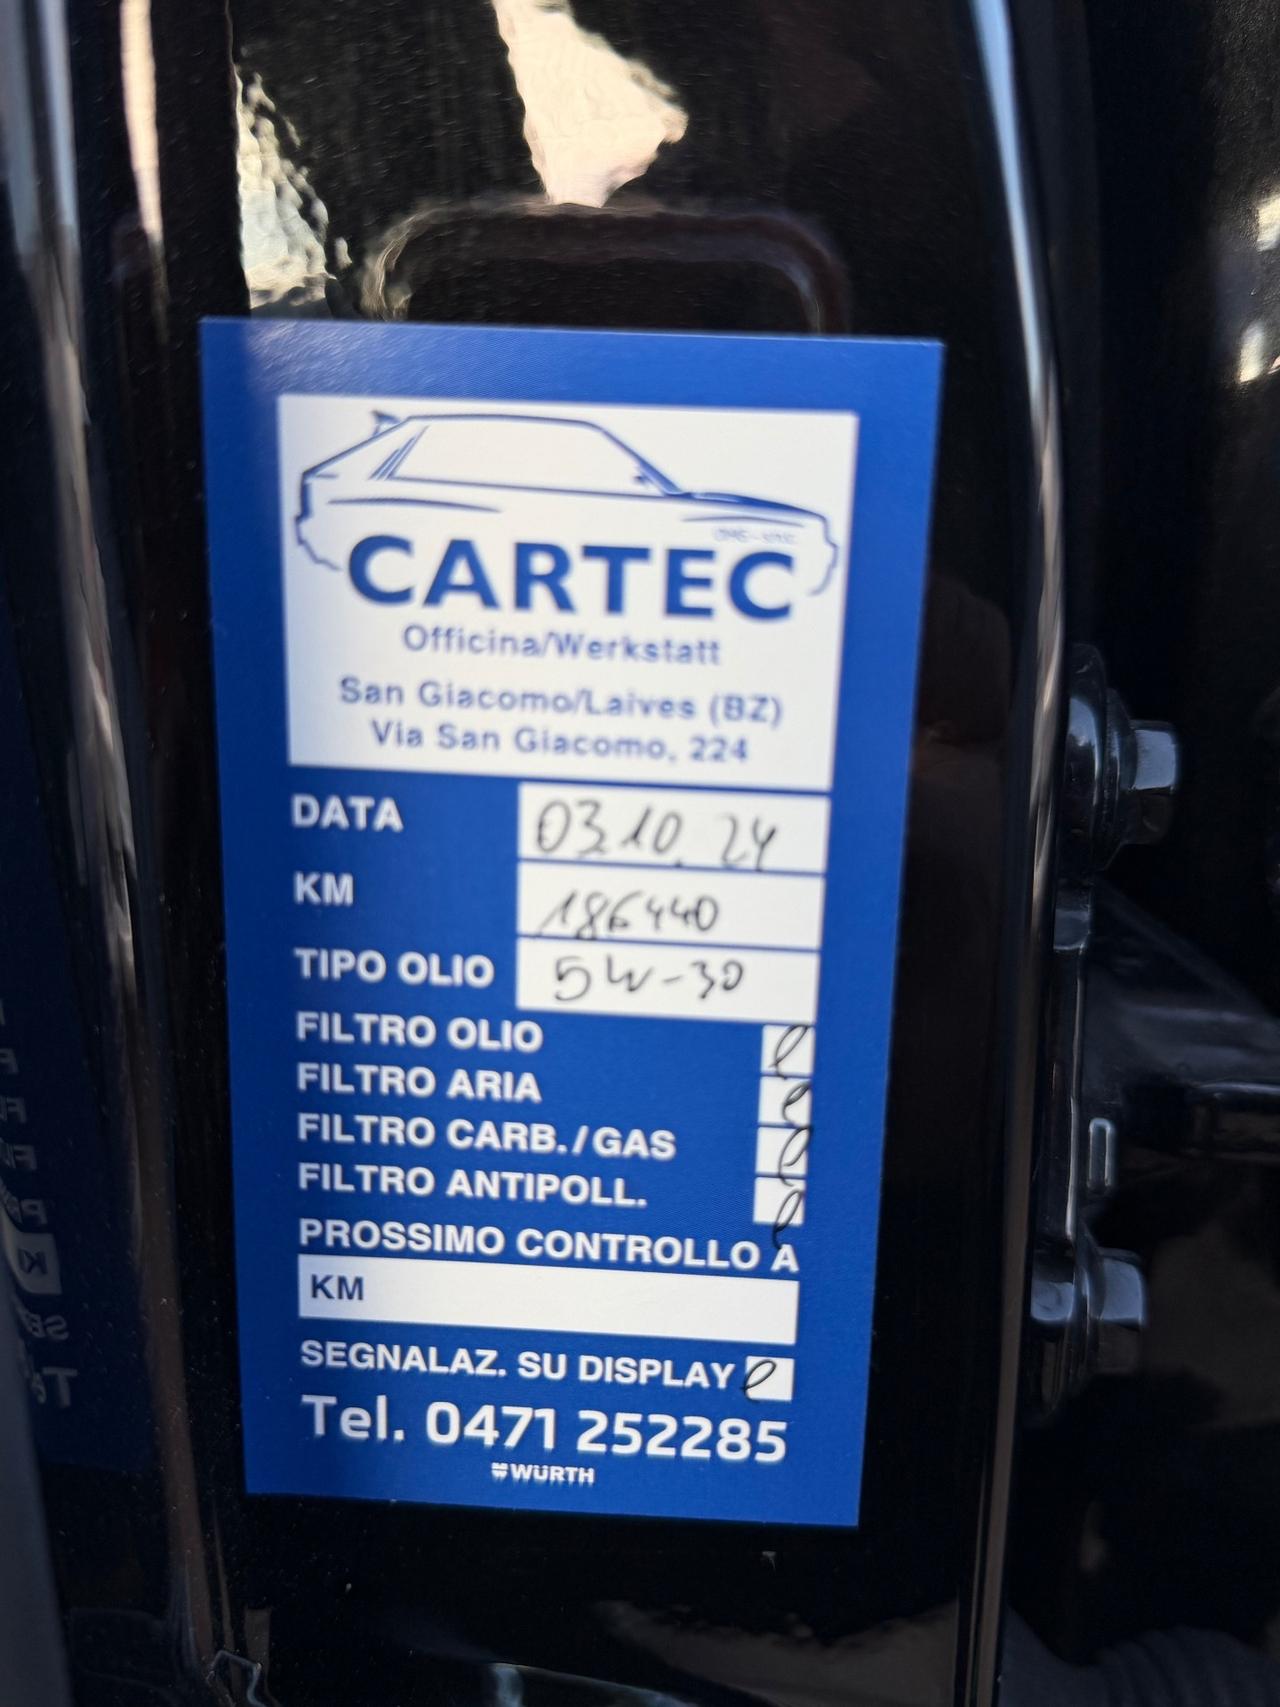 CARTEC
Officina/Werkstatt
San Giacomo/Laives (BZ)
Via San Giacomo, 224
DATA 03.10.24
KM 186440
TIPO OLIO 5W-30
FILTRO OLIO
FILTRO ARIA
FILTRO CARB./GAS
FILTRO ANTIPOLL.
PROSSIMO CONTROLLO A
KM
SEGNALAZ. SU DISPLAY
Tel. 0471 252285
WÜRTH